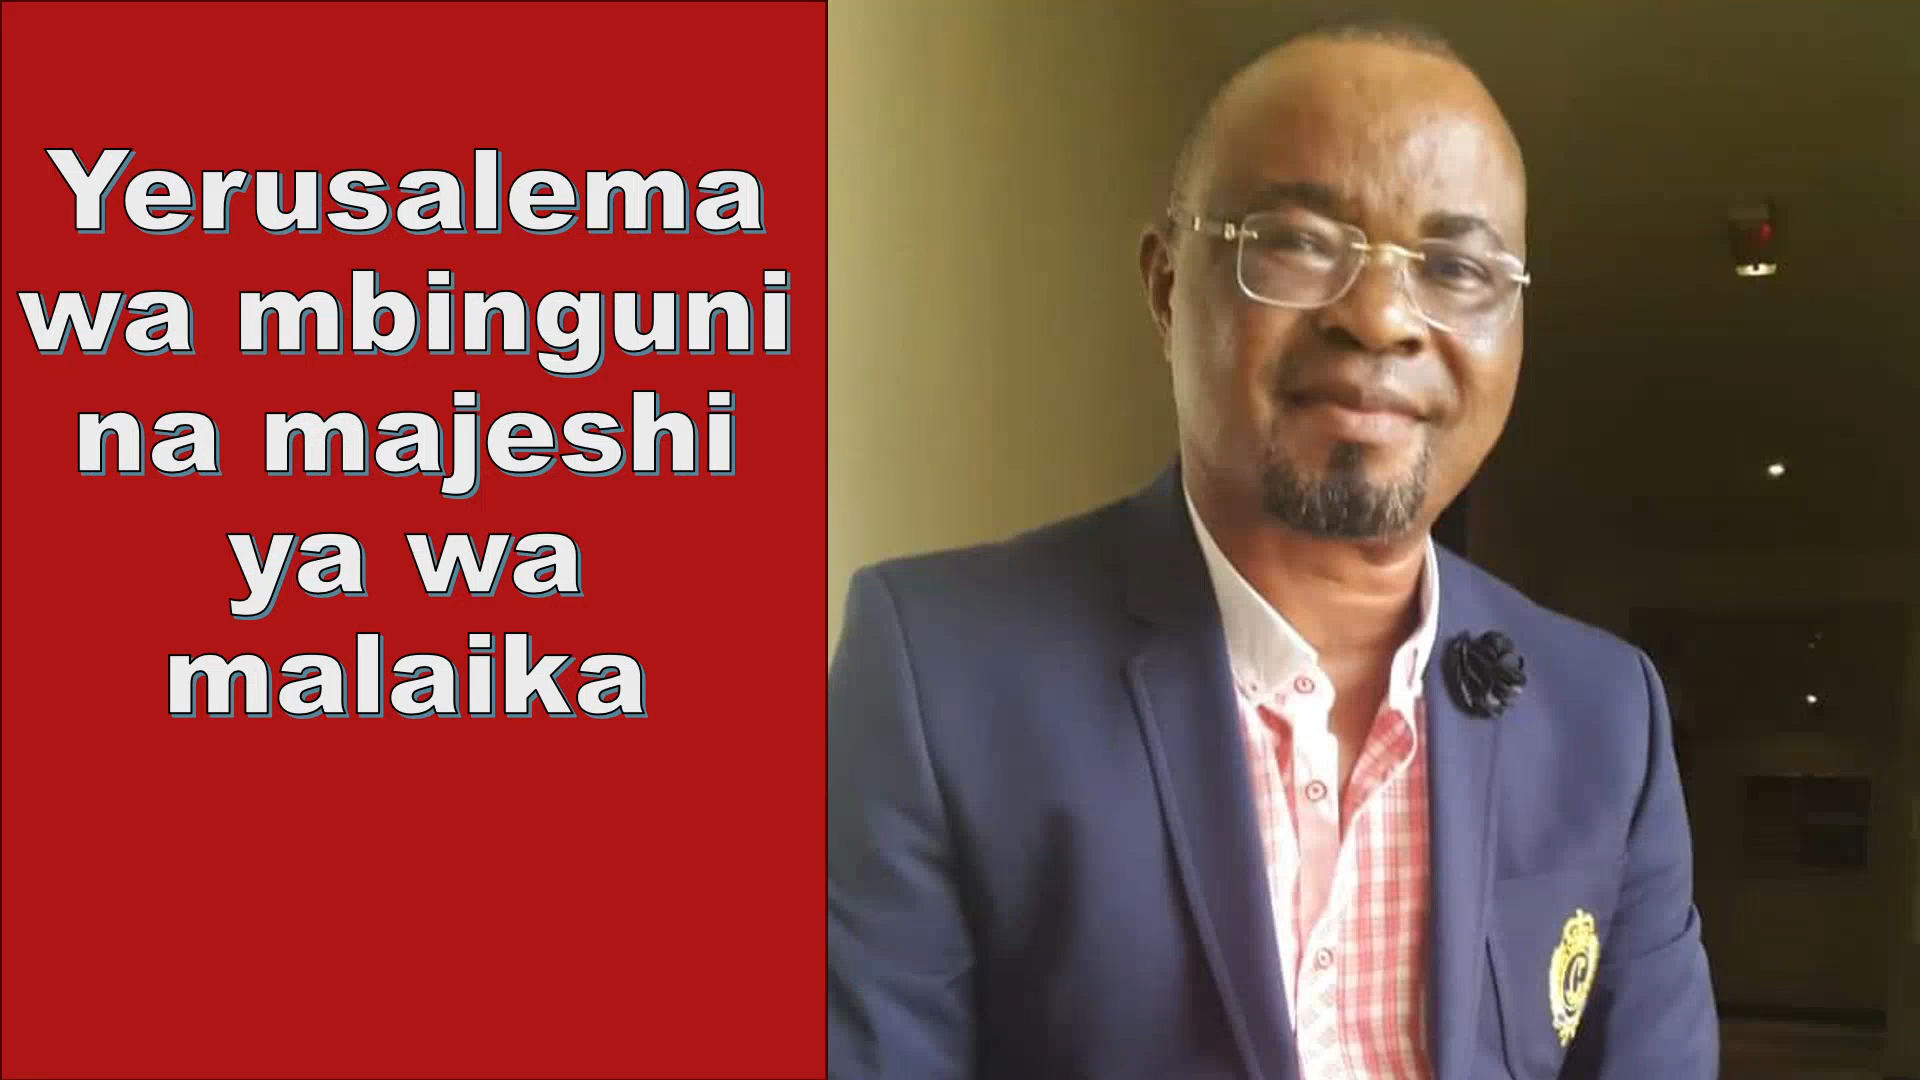 Yerusalema
wa mbinguni
na majeshi
ya wa
malaika